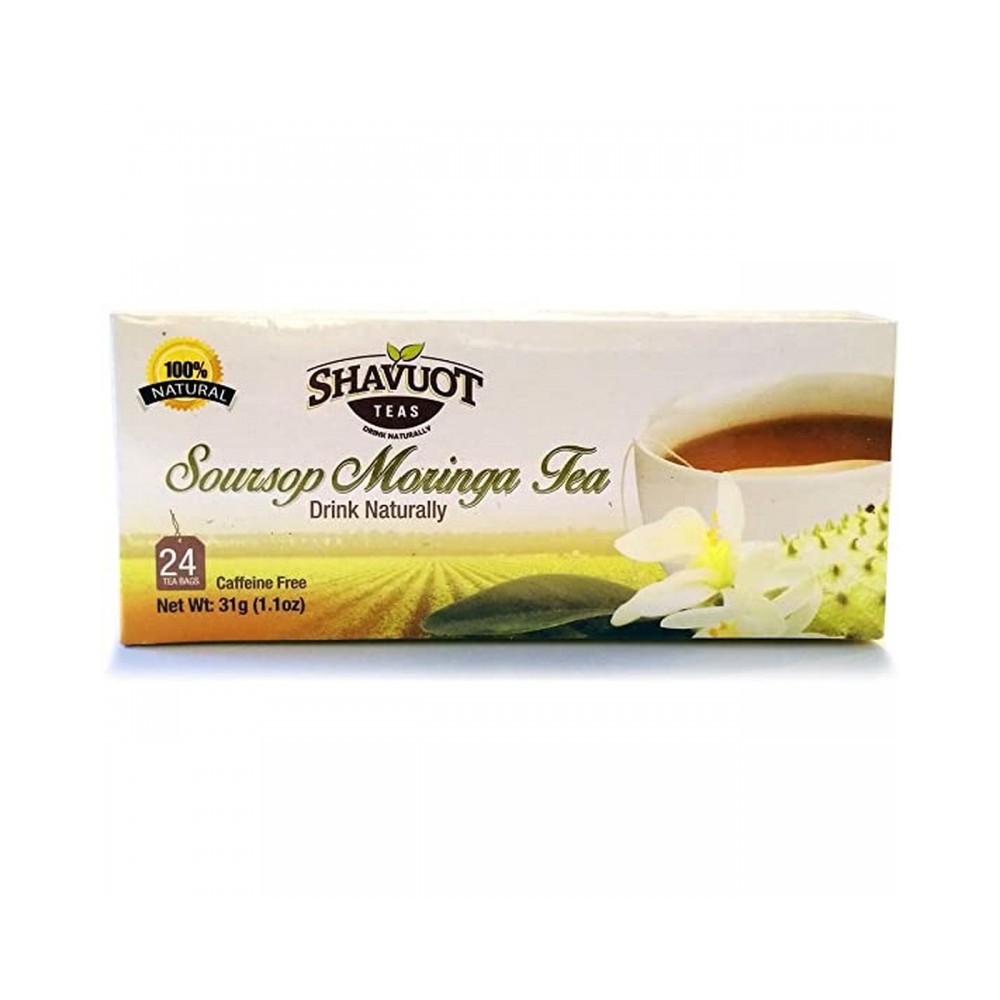 100%
NATURAL
SHAVUOT
TEAS
DRINK NATURALLY
Soursop Moringa Tea
Drink Naturally
24
TEA BAGS
Caffeine Free
Net Wt: 31g (1.1oz)